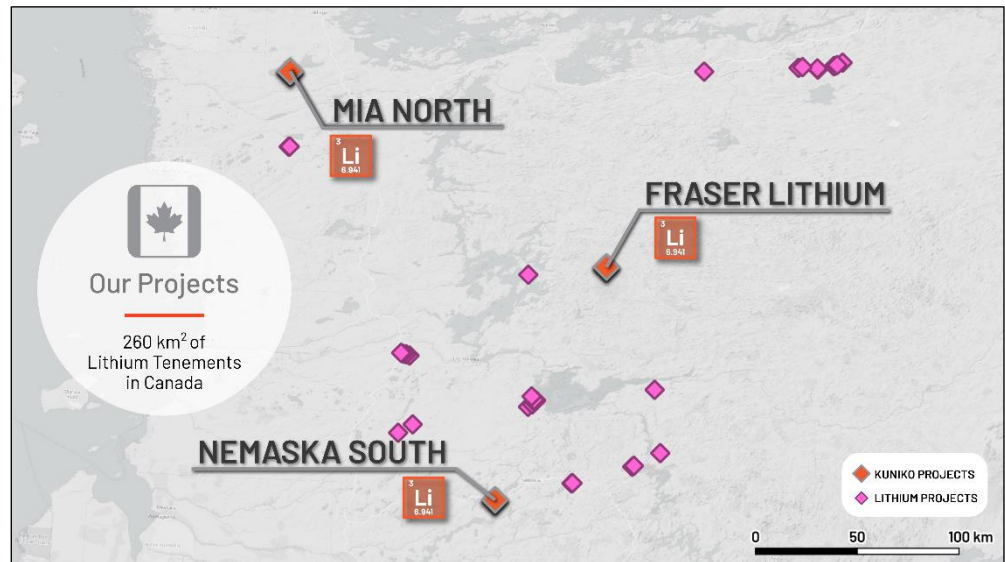 MIA NORTH
3
Li
6.941
FRASER LITHIUM
3
Li
6.941
Our Projects
260 km² of
Lithium Tenements
in Canada
NEMASKA SOUTH
3
Li
6.941
KUNIKO PROJECTS
LITHIUM PROJECTS
0 50 100 km